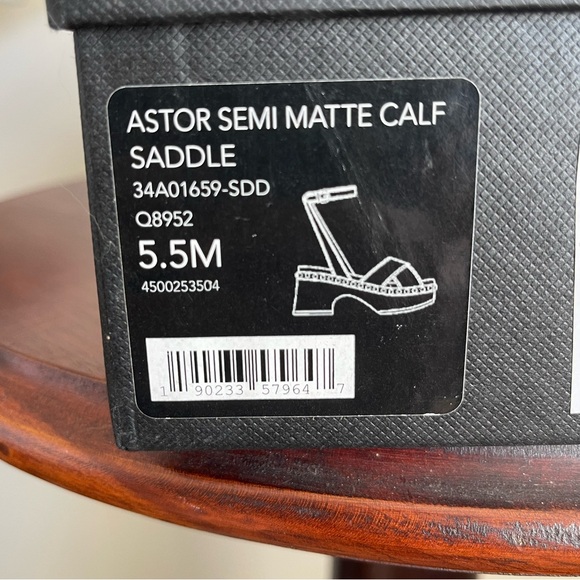 ASTOR SEMI MATTE CALF
SADDLE
34A01659-SDD
Q8952
5.5M
4500253504
1 90233 57964 7